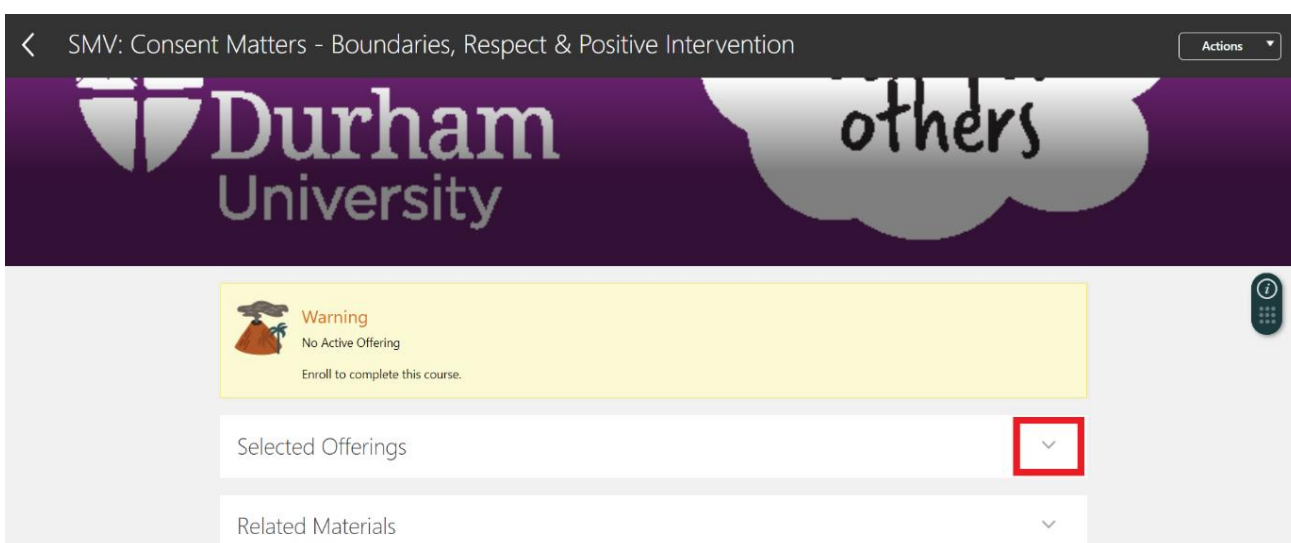 SMV: Consent Matters - Boundaries, Respect & Positive Intervention
Actions
Durham
University
others
Warning
No Active Offering
Enroll to complete this course.
Selected Offerings
Related Materials